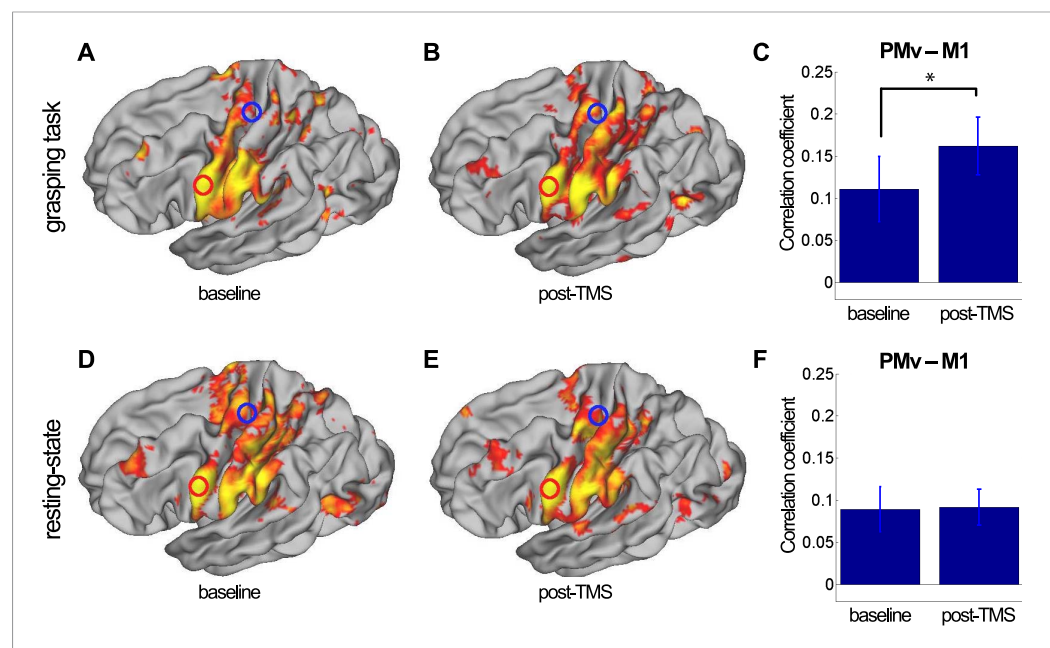 A
B
C
PMv – M1
grasping task
0.25
0.2
0.15
0.1
0.05
0
Correlation coefficient
*
baseline
post-TMS
baseline
post-TMS
D
E
F
PMv – M1
resting-state
0.25
0.2
0.15
0.1
0.05
0
Correlation coefficient
baseline
post-TMS
baseline
post-TMS